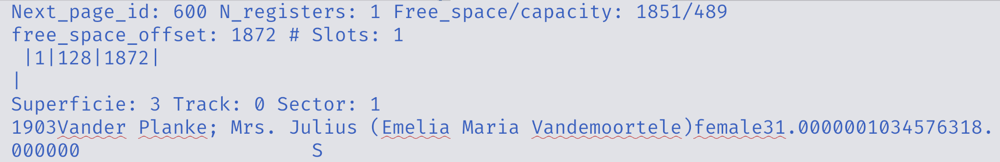 Next_page_id: 600 N_registers: 1 Free_space/capacity: 1851/489
free_space_offset: 1872 # Slots: 1
|1|128|1872|
|
Superficie: 3 Track: 0 Sector: 1
1903Vander Planke; Mrs. Julius (Emelia Maria Vandemoortele)female31.0000001034576318.
000000 S